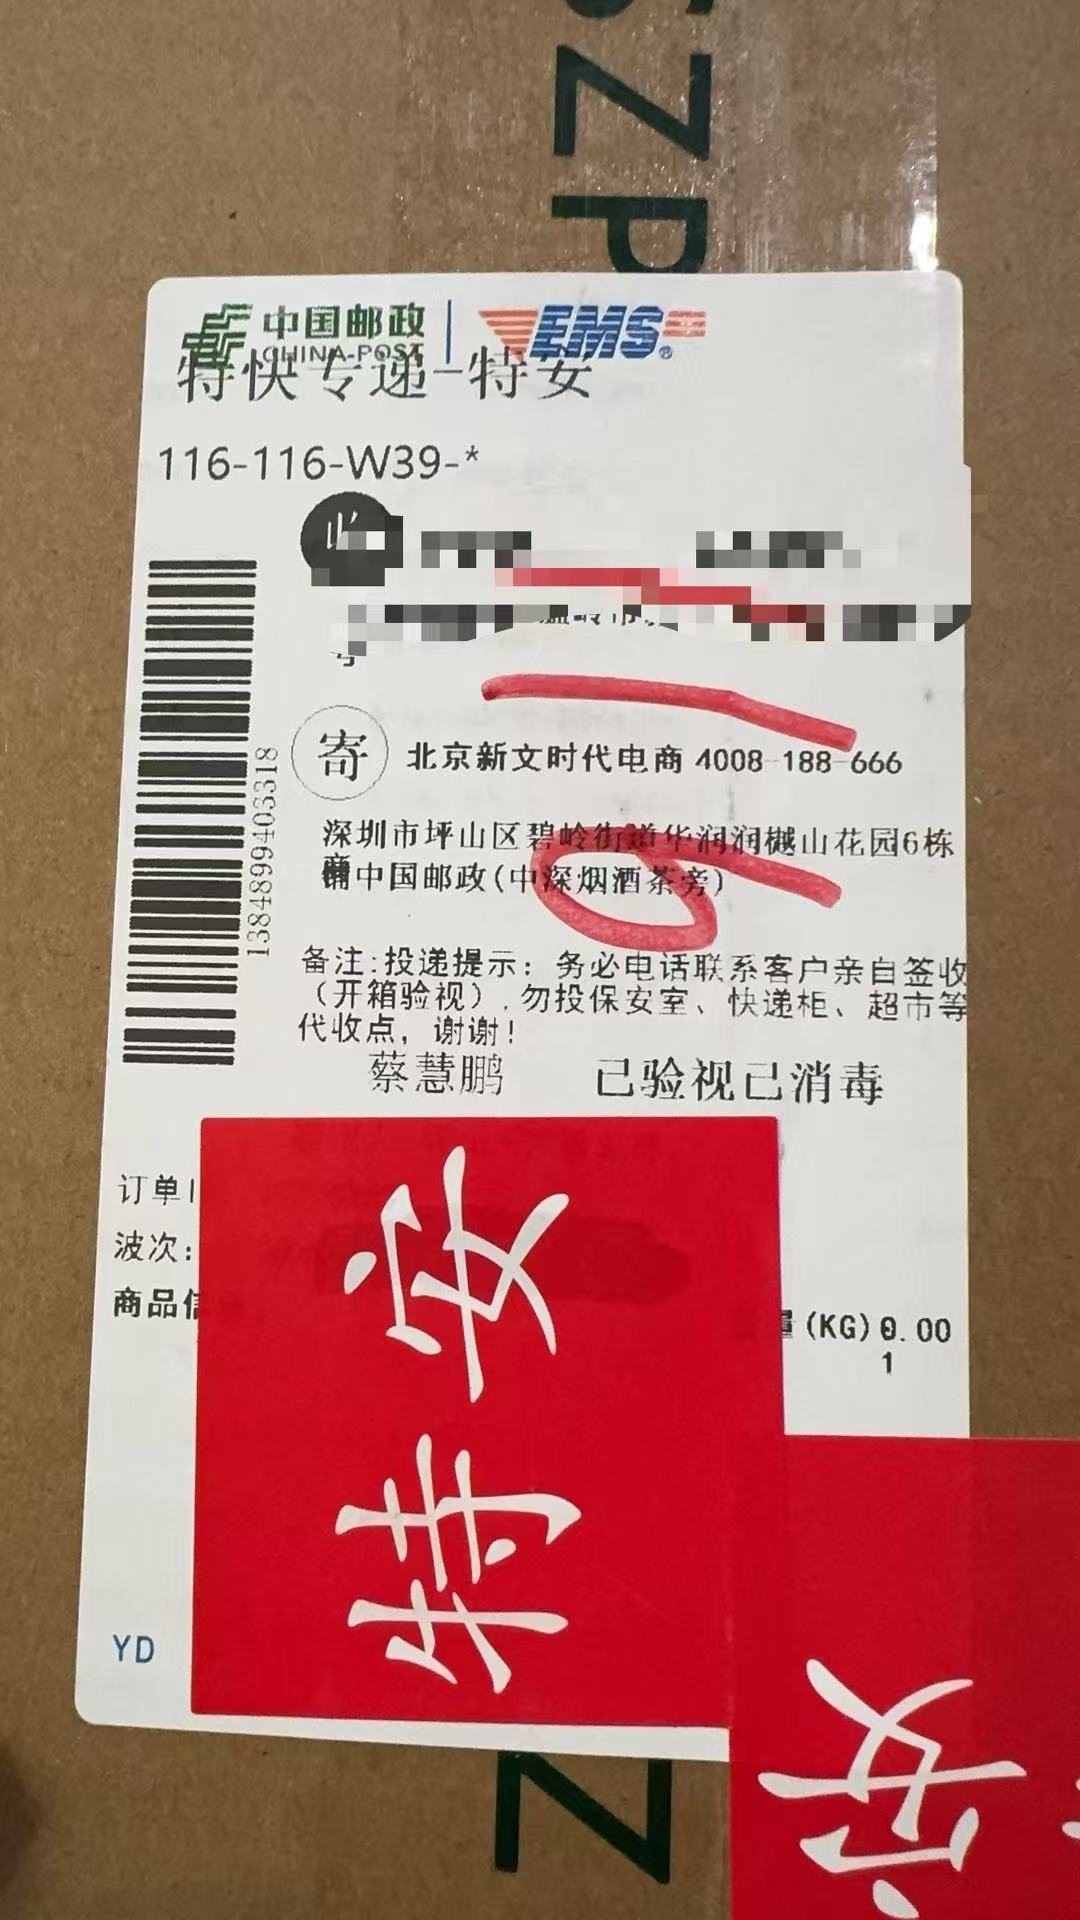 SZP
中国邮政
CHINA POST
EMS
特快专递-特安
116-116-W39-*
收
号
寄
北京新文时代电商 4008-188-666
深圳市坪山区碧岭街道华润润樾山花园6栋
商铺中国邮政(中深烟酒茶旁)
1384899403318
备注:投递提示: 务必电话联系客户亲自签收
(开箱验视),勿投保安室、快递柜、超市等
代收点, 谢谢!
蔡慧鹏 已验视已消毒
订单
波次:
商品信
量(KG) 0.00
1
特安
YD
安
Z